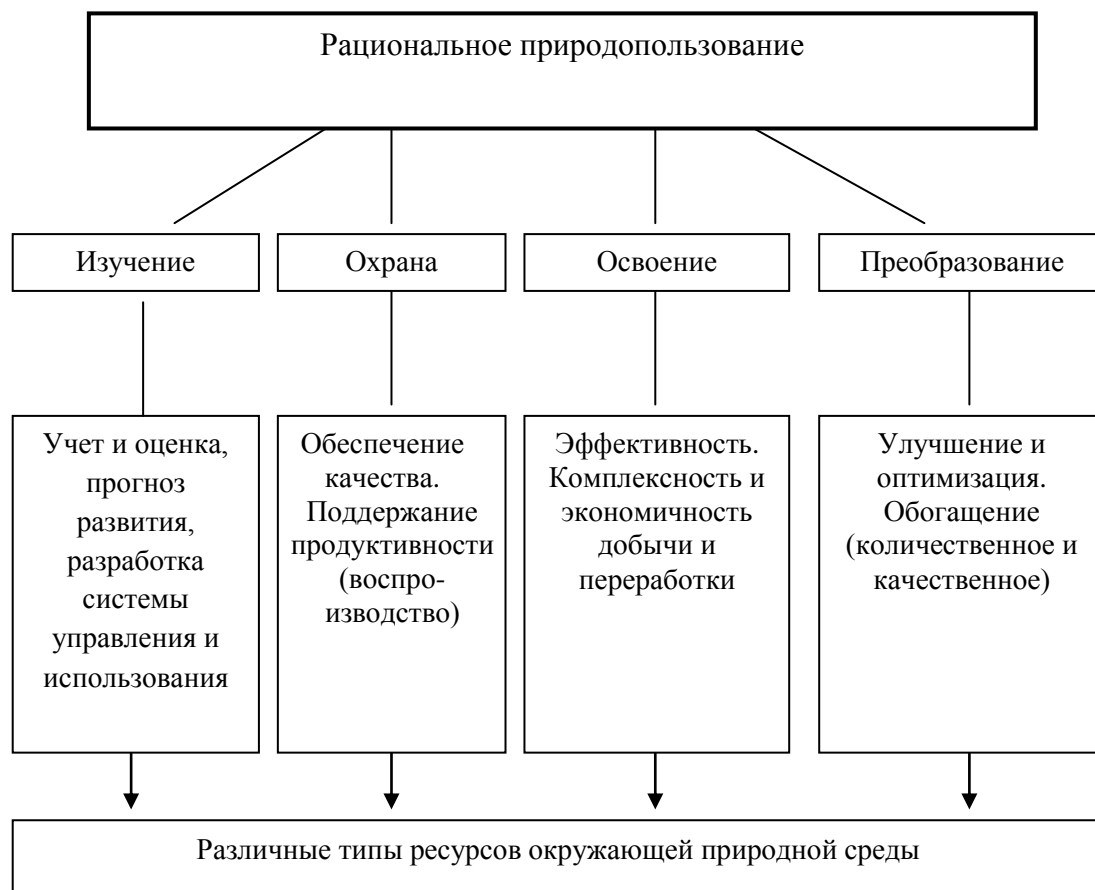 Рациональное природопользование
Изучение
Охрана
Освоение
Преобразование
Учет и оценка,
прогноз
развития,
разработка
системы
управления и
использования
Обеспечение
качества.
Поддержание
продуктивности
(воспро-
изводство)
Эффективность.
Комплексность и
экономичность
добычи и
переработки
Улучшение и
оптимизация.
Обогащение
(количественное и
качественное)
Различные типы ресурсов окружающей природной среды